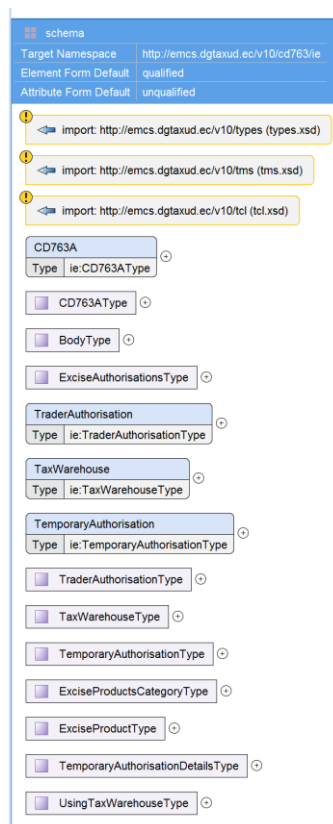 schema
Target Namespace http://emcs.dgtaxud.ec/v10/cd763/ie
Element Form Default qualified
Attribute Form Default unqualified
import: http://emcs.dgtaxud.ec/v10/types (types.xsd)
import: http://emcs.dgtaxud.ec/v10/tms (tms.xsd)
import: http://emcs.dgtaxud.ec/v10/tcl (tcl.xsd)
CD763A
Type ie:CD763AType
CD763AType
BodyType
ExciseAuthorisationsType
TraderAuthorisation
Type ie:TraderAuthorisationType
TaxWarehouse
Type ie:TaxWarehouseType
TemporaryAuthorisation
Type ie:TemporaryAuthorisationType
TraderAuthorisationType
TaxWarehouseType
TemporaryAuthorisationType
ExciseProductsCategoryType
ExciseProductType
TemporaryAuthorisationDetailsType
UsingTaxWarehouseType